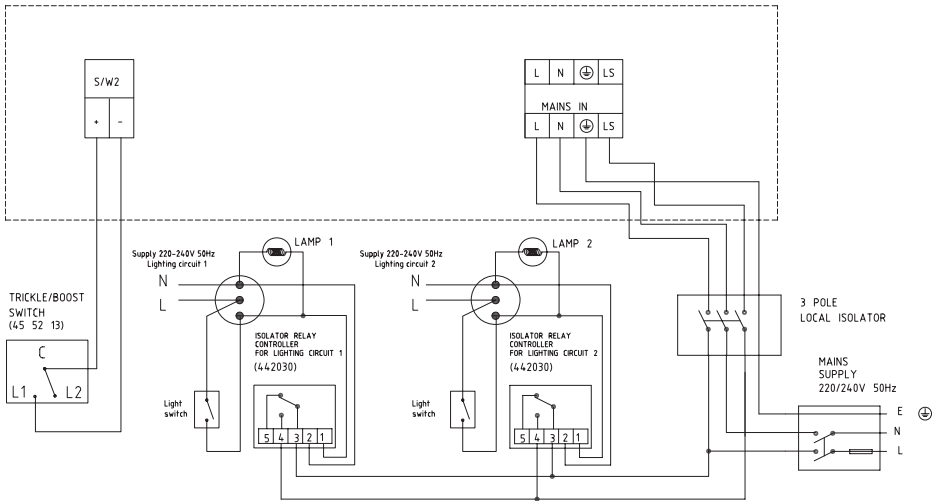 S/W2
+ -
L N LS
MAINS IN
L N LS
LAMP 1
LAMP 2
Supply 220-240V 50Hz
Lighting circuit 1
N
L
Supply 220-240V 50Hz
Lighting circuit 2
N
L
TRICKLE/BOOST
SWITCH
(45 52 13)
C
L1 L2
ISOLATOR RELAY
CONTROLLER
FOR LIGHTING CIRCUIT 1
(442030)
Light
switch
5 4 3 2 1
ISOLATOR RELAY
CONTROLLER
FOR LIGHTING CIRCUIT 2
(442030)
Light
switch
5 4 3 2 1
3 POLE
LOCAL ISOLATOR
MAINS
SUPPLY
220/240V 50Hz
E
N
L